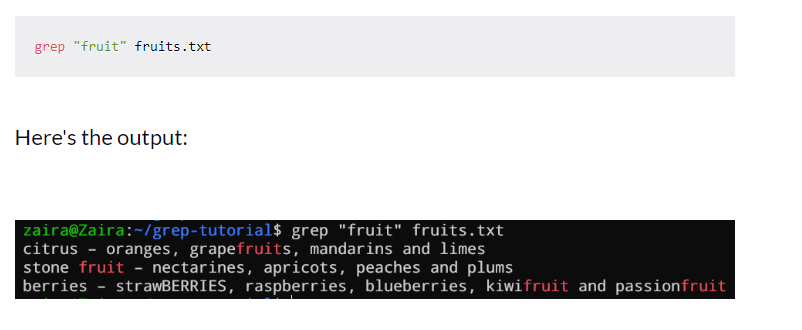 grep "fruit" fruits.txt
Here's the output:
zaira@Zaira:~/grep-tutorial$ grep "fruit" fruits.txt
citrus – oranges, grapefruits, mandarins and limes
stone fruit – nectarines, apricots, peaches and plums
berries – strawBERRIES, raspberries, blueberries, kiwifruit and passionfruit